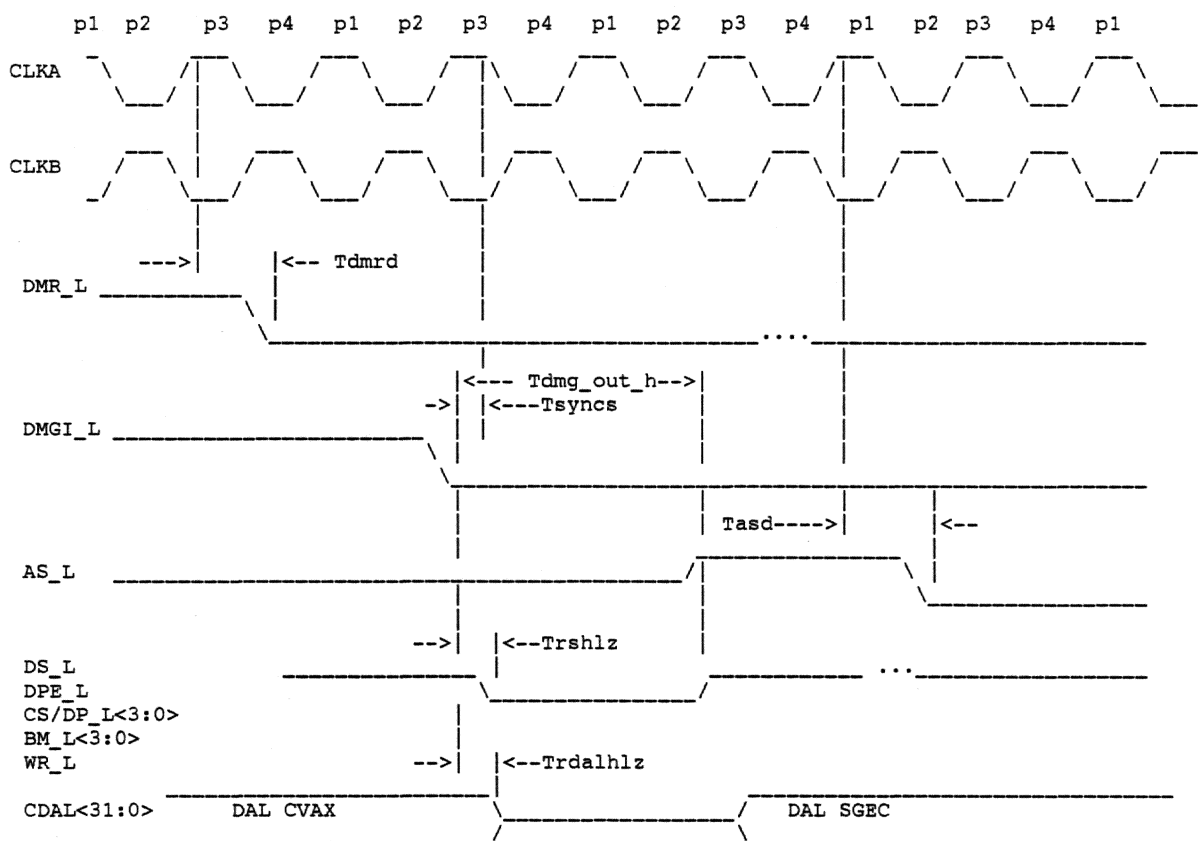 p1 p2 p3 p4 p1 p2 p3 p4 p1 p2 p3 p4 p1 p2 p3 p4 p1
CLKA
CLKB
--->| |<-- Tdmrd
DMR_L
....
|<--- Tdmg_out_h-->|
->| |<---Tsyncs
DMGI_L
Tasd---->| |<--
AS_L
-->| |<--Trshlz
DS_L
...
DPE_L
CS/DP_L<3:0>
BM_L<3:0>
WR_L -->| |<--Trdalhlz
CDAL<31:0> DAL CVAX DAL SGEC